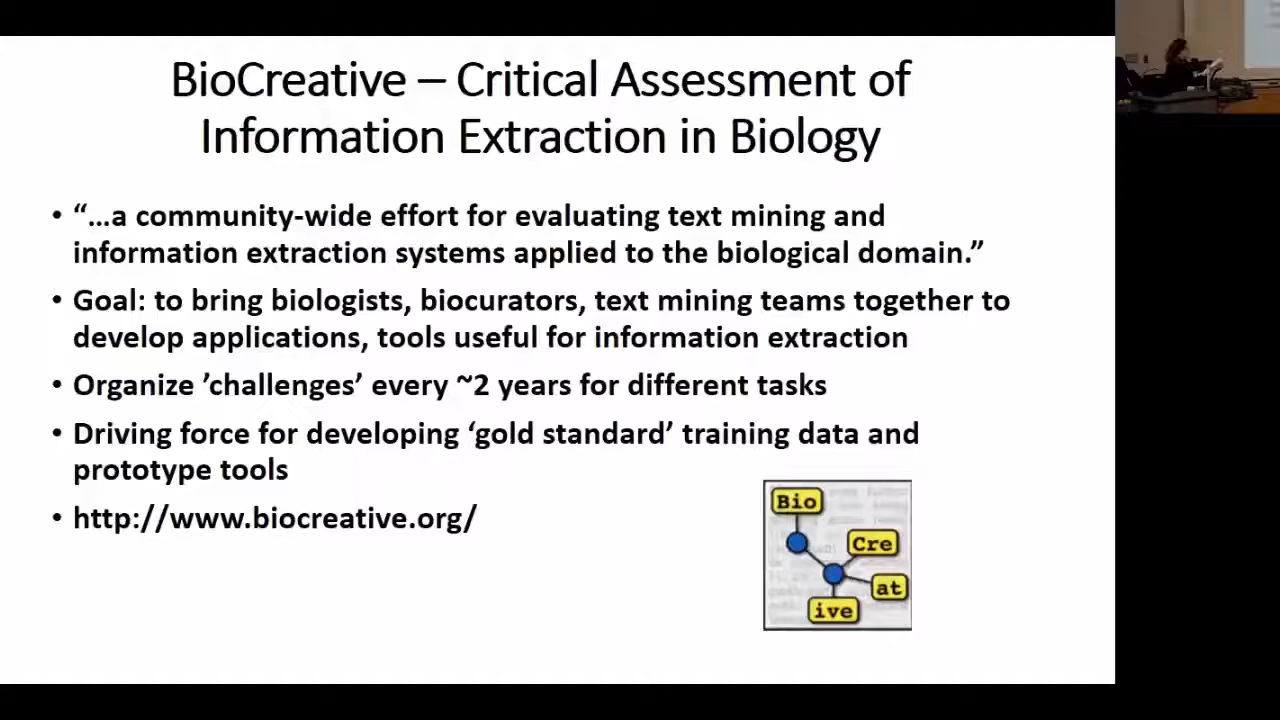 BioCreative – Critical Assessment of
Information Extraction in Biology
• “…a community-wide effort for evaluating text mining and
information extraction systems applied to the biological domain.”
• Goal: to bring biologists, biocurators, text mining teams together to
develop applications, tools useful for information extraction
• Organize ’challenges’ every ~2 years for different tasks
• Driving force for developing ‘gold standard’ training data and
prototype tools
• http://www.biocreative.org/
Bio
Cre
at
ive